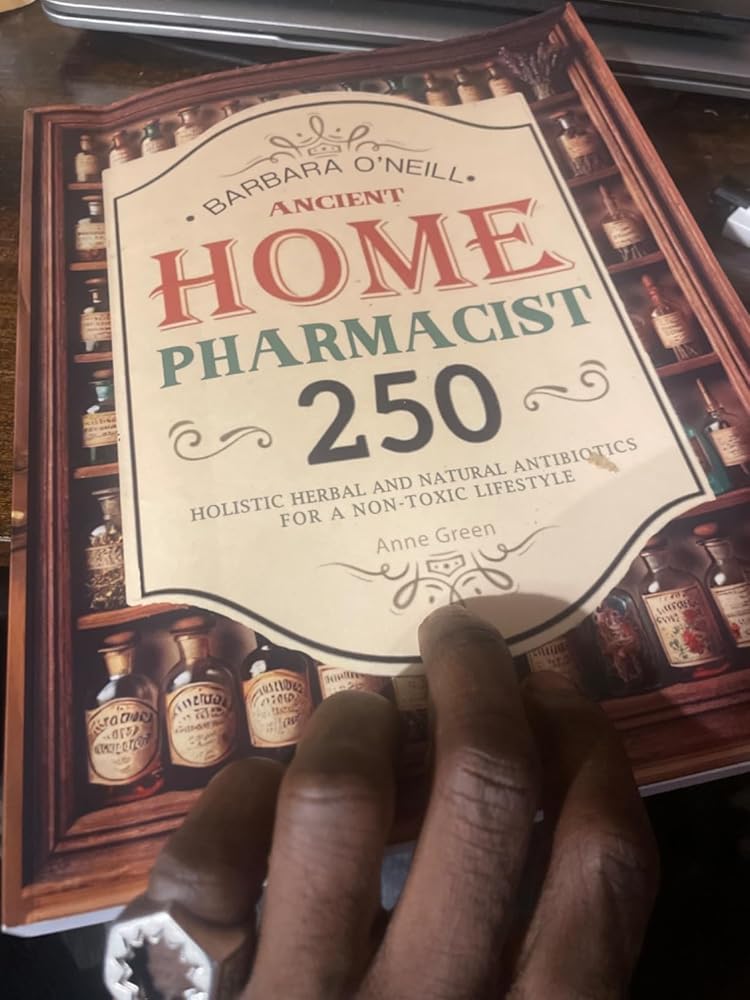 • BARBARA O'NEILL •
ANCIENT
HOME
PHARMACIST
250
HOLISTIC HERBAL AND NATURAL ANTIBIOTICS
FOR A NON-TOXIC LIFESTYLE
Anne Green